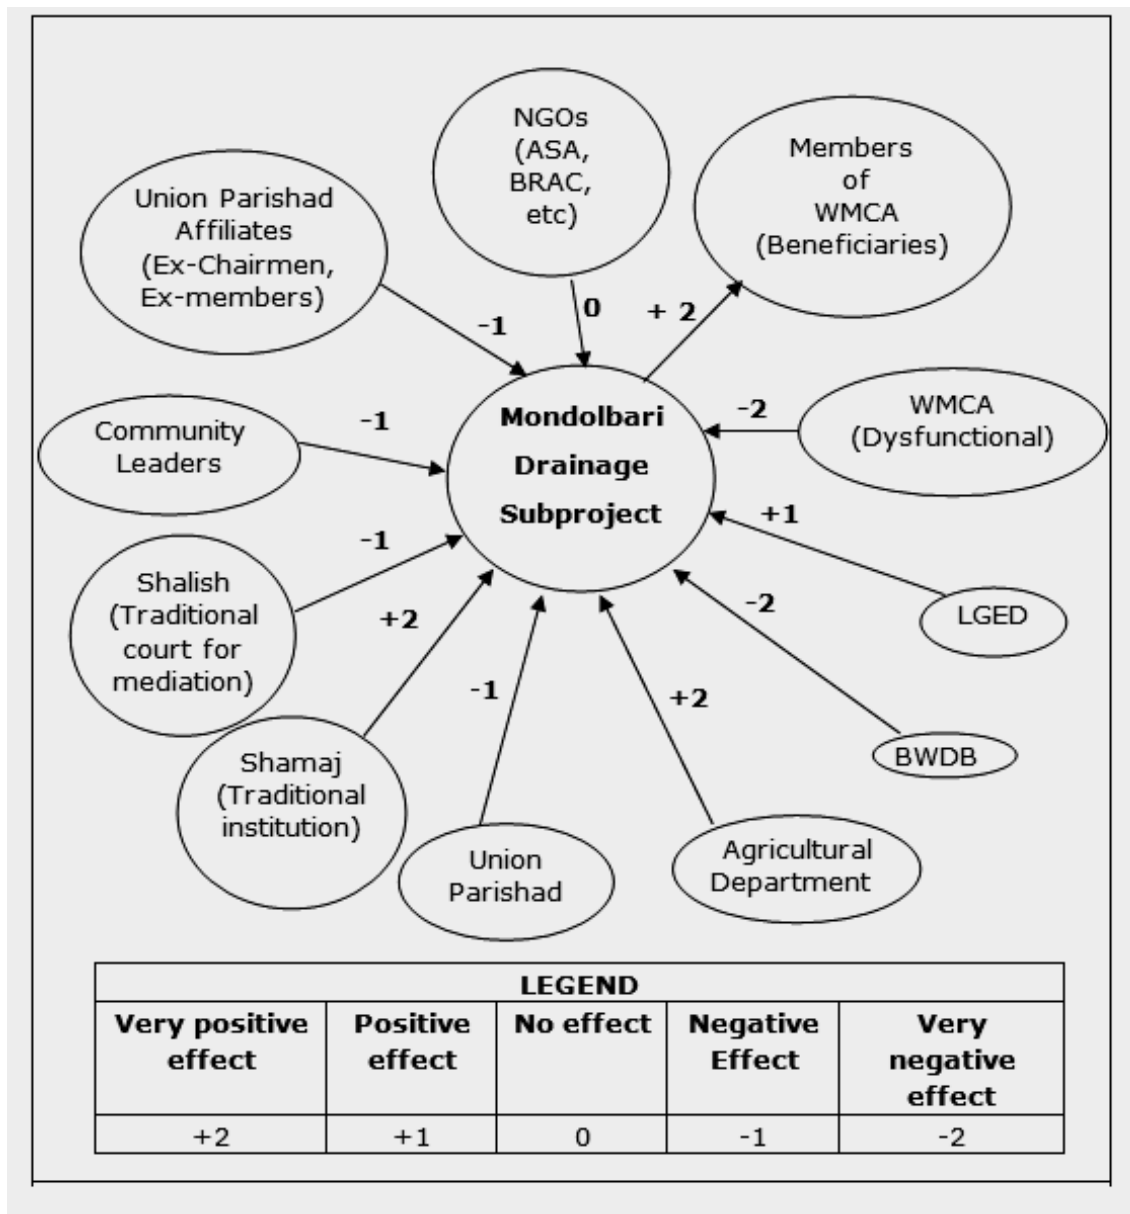 NGOs
(ASA,
BRAC,
etc)
Members
of
WMCA
(Beneficiaries)
Union Parishad
Affiliates
(Ex-Chairmen,
Ex-members)
-1
0
+ 2
Mondolbari
Drainage
Subproject
-2
WMCA
(Dysfunctional)
Community
Leaders
-1
+1
LGED
-1
Shalish
(Traditional
court for
mediation)
+2
-2
BWDB
Shamaj
(Traditional
institution)
-1
+2
Union
Parishad
Agricultural
Department
LEGEND
Very positive
effect
Positive
effect
No effect
Negative
Effect
Very
negative
effect
+2
+1
0
-1
-2